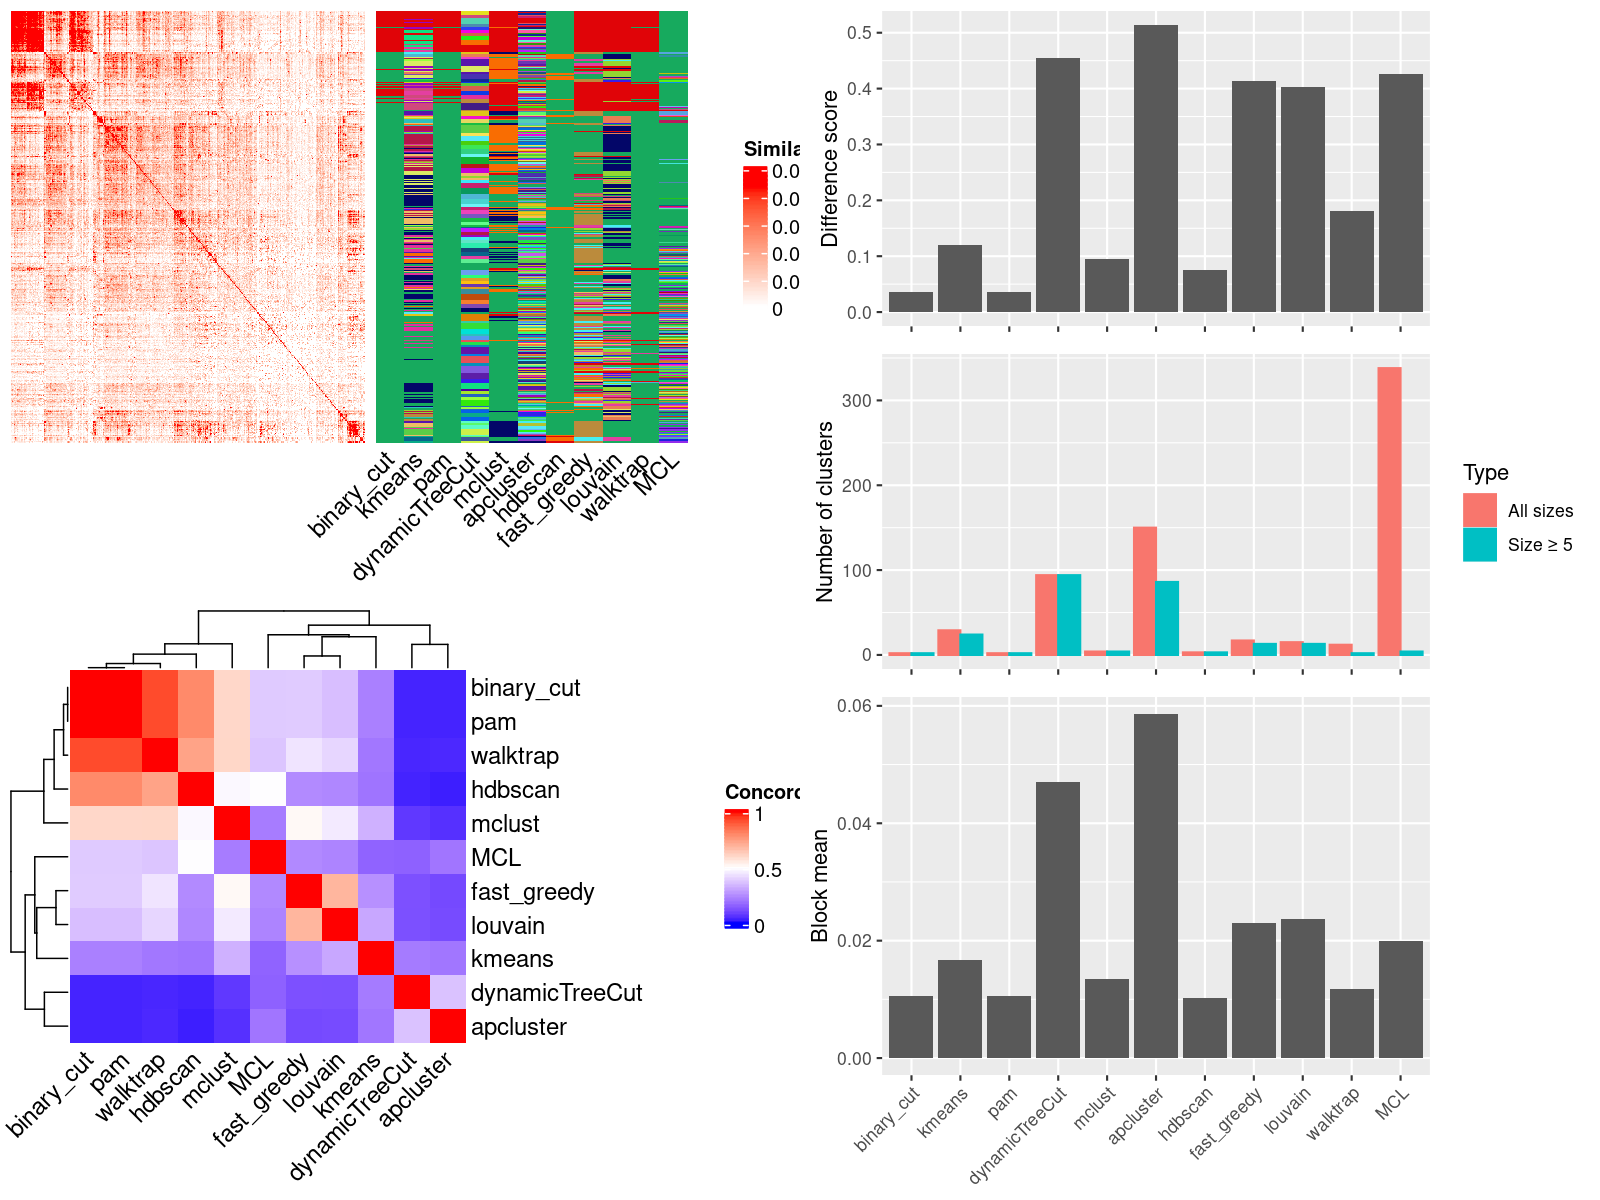 Simila
0.0
0.0
0.0
0.0
0.0
0
binary_cut
kmeans
pam
dynamicTreeCut
mclust
apcluster
hdbscan
fast_greedy
louvain
walktrap
MCL
binary_cut
pam
walktrap
hdbscan
mclust
MCL
fast_greedy
louvain
kmeans
dynamicTreeCut
apcluster
binary_cut
pam
walktrap
hdbscan
mclust
MCL
fast_greedy
louvain
kmeans
dynamicTreeCut
apcluster
Concord
1
0.5
0
Difference score
0.5
0.4
0.3
0.2
0.1
0.0
Number of clusters
300
200
100
0
Type
All sizes
Size ≥ 5
Block mean
0.06
0.04
0.02
0.00
binary_cut
kmeans
pam
dynamicTreeCut
mclust
apcluster
hdbscan
fast_greedy
louvain
walktrap
MCL